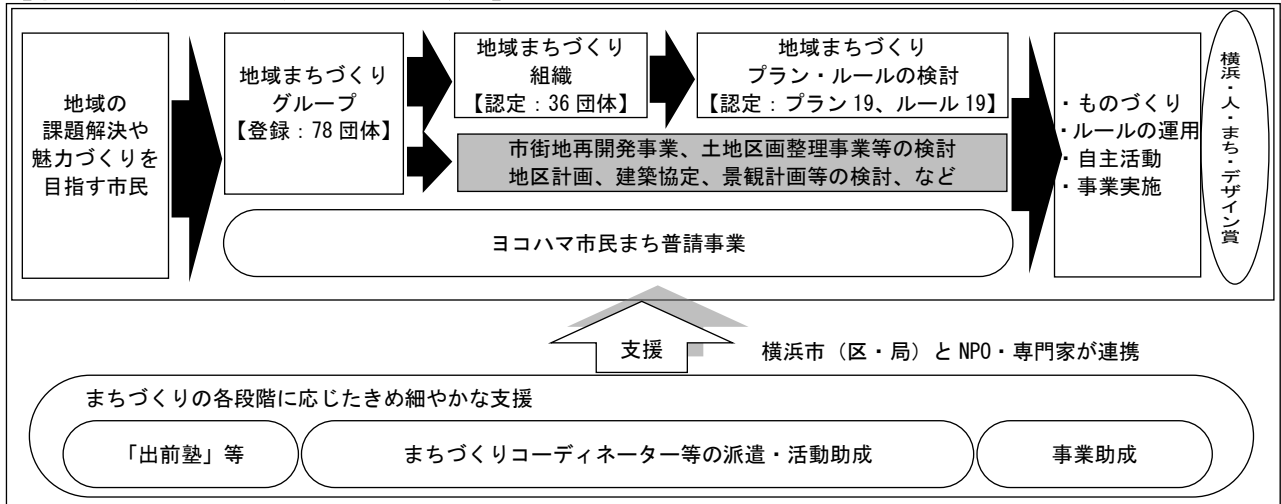 地域の
課題解決や
魅力づくりを
目指す市民
地域まちづくり
グループ
【登録：78 団体】
地域まちづくり
組織
【認定：36 団体】
地域まちづくり
プラン・ルールの検討
【認定：プラン 19、ルール 19】
市街地再開発事業、土地区画整理事業等の検討
地区計画、建築協定、景観計画等の検討、など
ヨコハマ市民まち普請事業
・ものづくり
・ルールの運用
・自主活動
・事業実施
横浜・人・まち・デザイン賞
支援
横浜市（区・局）と NPO・専門家が連携
まちづくりの各段階に応じたきめ細やかな支援
「出前塾」等
まちづくりコーディネーター等の派遣・活動助成
事業助成